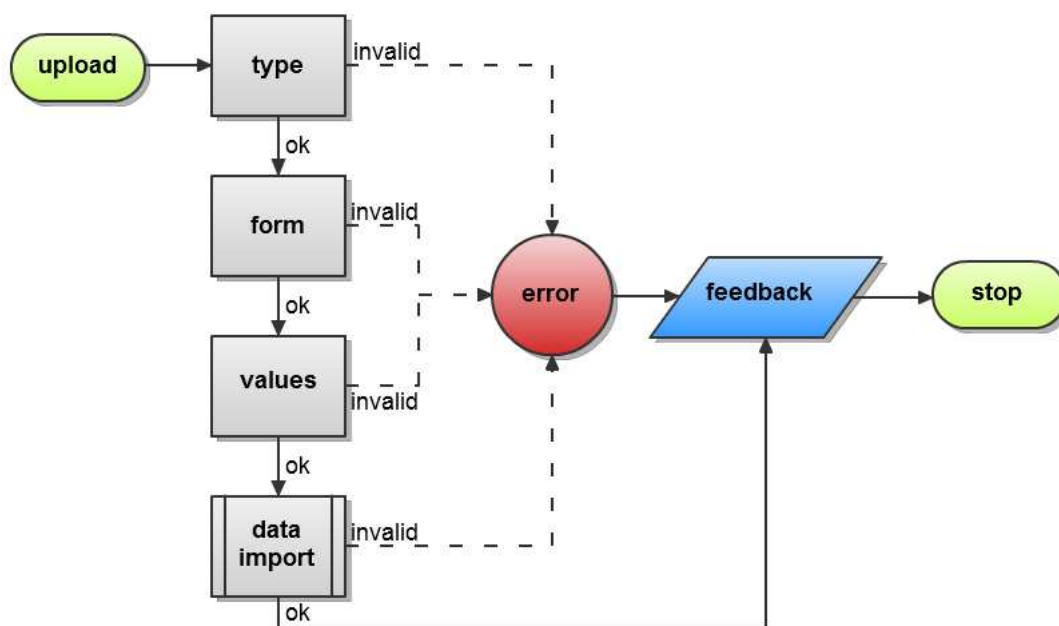 upload
type
invalid
ok
form
invalid
ok
values
invalid
ok
data
import
invalid
ok
error
feedback
stop